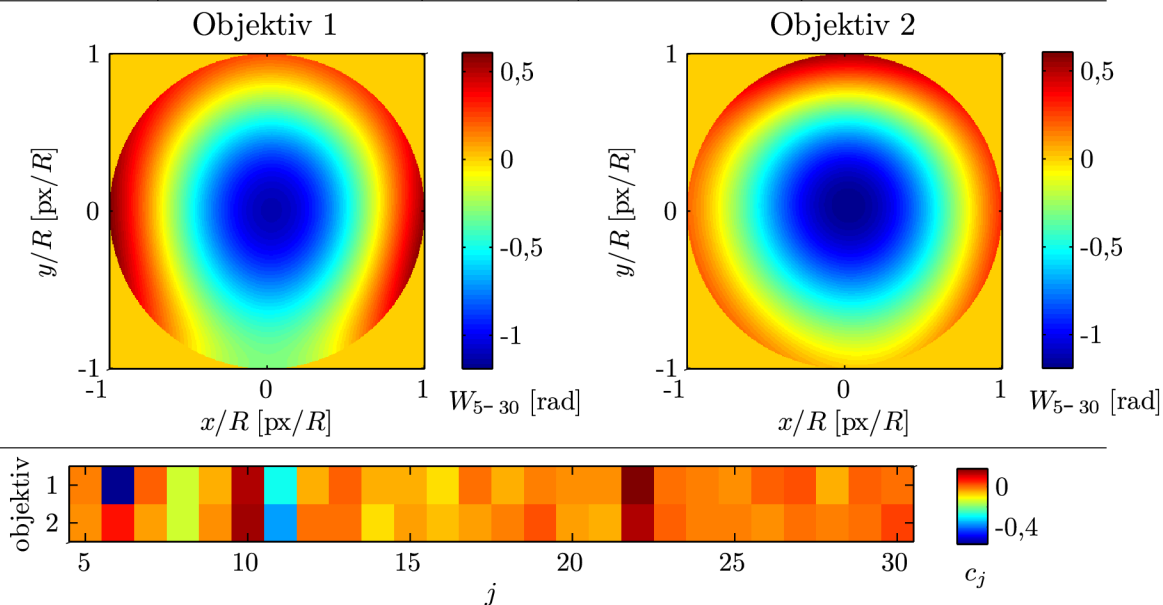 Objektiv 1
Objektiv 2
1
0
-1
y/R [px/R]
-1
0
1
x/R [px/R]
0,5
0
-0,5
-1
W5-30 [rad]
1
0
-1
y/R [px/R]
-1
0
1
x/R [px/R]
0,5
0
-0,5
-1
W5-30 [rad]
objektiv
1
2
5
10
15
20
25
30
j
0
-0,4
cj